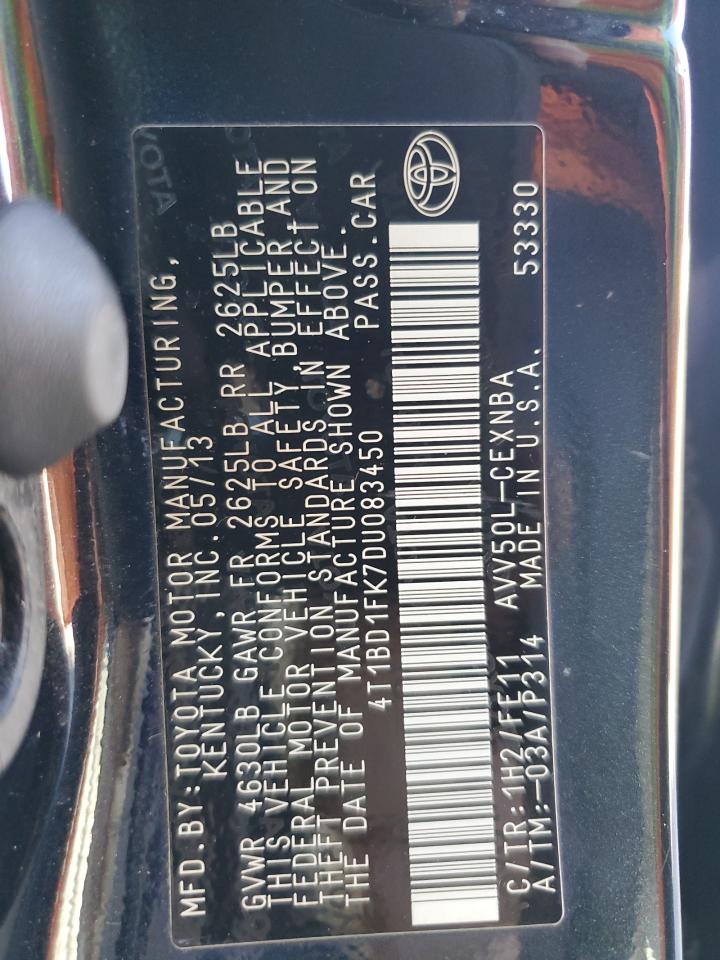 MFD.BY:TOYOTA MOTOR MANUFACTURING,
KENTUCKY, INC.05/13
GVWR 4630LB GAWR FR 2625LB RR 2625LB
THIS VEHICLE CONFORMS TO ALL APPLICABLE
FEDERAL MOTOR VEHICLE SAFETY, BUMPER AND
THEFT PREVENTION STANDARDS IN EFFECT ON
THE DATE OF MANUFACTURE SHOWN ABOVE.
4T1BD1FK7DU083450 PASS.CAR
C/TR:1H2/FE11 AVV50L-CEXNBA
A/TM:-03A/P314 MADE IN U.S.A. 53330